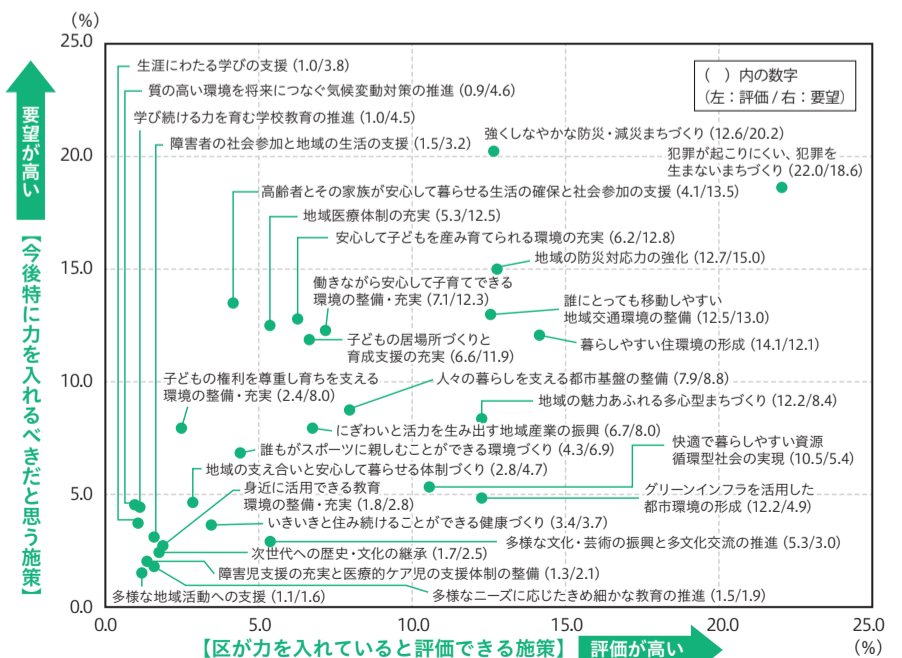 (%)
25.0
生涯にわたる学びの支援 (1.0/3.8)
質の高い環境を将来につなぐ気候変動対策の推進 (0.9/4.6)
学び続ける力を育む学校教育の推進 (1.0/4.5)
障害者の社会参加と地域の生活の支援 (1.5/3.2)
( )内の数字
(左：評価 / 右：要望)
強くしなやかな防災・減災まちづくり (12.6/20.2)
犯罪が起こりにくい、犯罪を
生まないまちづくり (22.0/18.6)
20.0
高齢者とその家族が安心して暮らせる生活の確保と社会参加の支援 (4.1/13.5)
地域医療体制の充実 (5.3/12.5)
安心して子どもを産み育てられる環境の充実 (6.2/12.8)
地域の防災対応力の強化 (12.7/15.0)
15.0
働きながら安心して子育てできる
環境の整備・充実 (7.1/12.3)
誰にとっても移動しやすい
地域交通環境の整備 (12.5/13.0)
子どもの居場所づくりと
育成支援の充実 (6.6/11.9)
暮らしやすい住環境の形成 (14.1/12.1)
10.0
子どもの権利を尊重し育ちを支える
環境の整備・充実 (2.4/8.0)
人々の暮らしを支える都市基盤の整備 (7.9/8.8)
地域の魅力あふれる多心型まちづくり (12.2/8.4)
にぎわいと活力を生み出す地域産業の振興 (6.7/8.0)
誰もがスポーツに親しむことができる環境づくり (4.3/6.9)
快適で暮らしやすい資源
循環型社会の実現 (10.5/5.4)
地域の支え合いと安心して暮らせる体制づくり (2.8/4.7)
5.0
身近に活用できる教育
環境の整備・充実 (1.8/2.8)
グリーンインフラを活用した
都市環境の形成 (12.2/4.9)
いきいきと住み続けることができる健康づくり (3.4/3.7)
多様な文化・芸術の振興と多文化交流の推進 (5.3/3.0)
次世代への歴史・文化の継承 (1.7/2.5)
障害児支援の充実と医療的ケア児の支援体制の整備 (1.3/2.1)
多様な地域活動への支援 (1.1/1.6)
多様なニーズに応じたきめ細かな教育の推進 (1.5/1.9)
0.0
0.0
5.0
10.0
15.0
20.0
25.0
(%)
要望が高い
【今後特に力を入れるべきだと思う施策】
【区が力を入れていると評価できる施策】
評価が高い